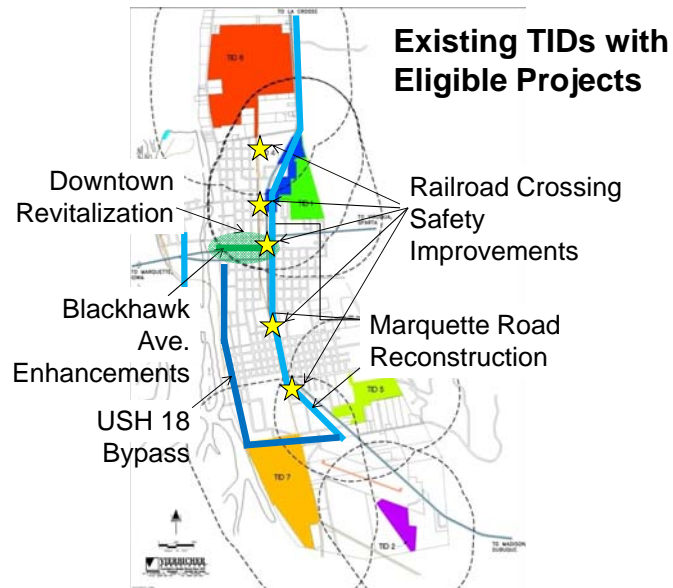 TO LA CROSSE
Existing TIDs with
Eligible Projects
TID 6
Downtown
Revitalization
TID 1
Railroad Crossing
Safety
Improvements
TO MARQUETTE,
IOWA
Blackhawk
Ave.
Enhancements
Marquette Road
Reconstruction
USH 18
Bypass
TID 5
TID 7
TID 2
TO MADISON
DUBUQUE
VIERBICHER